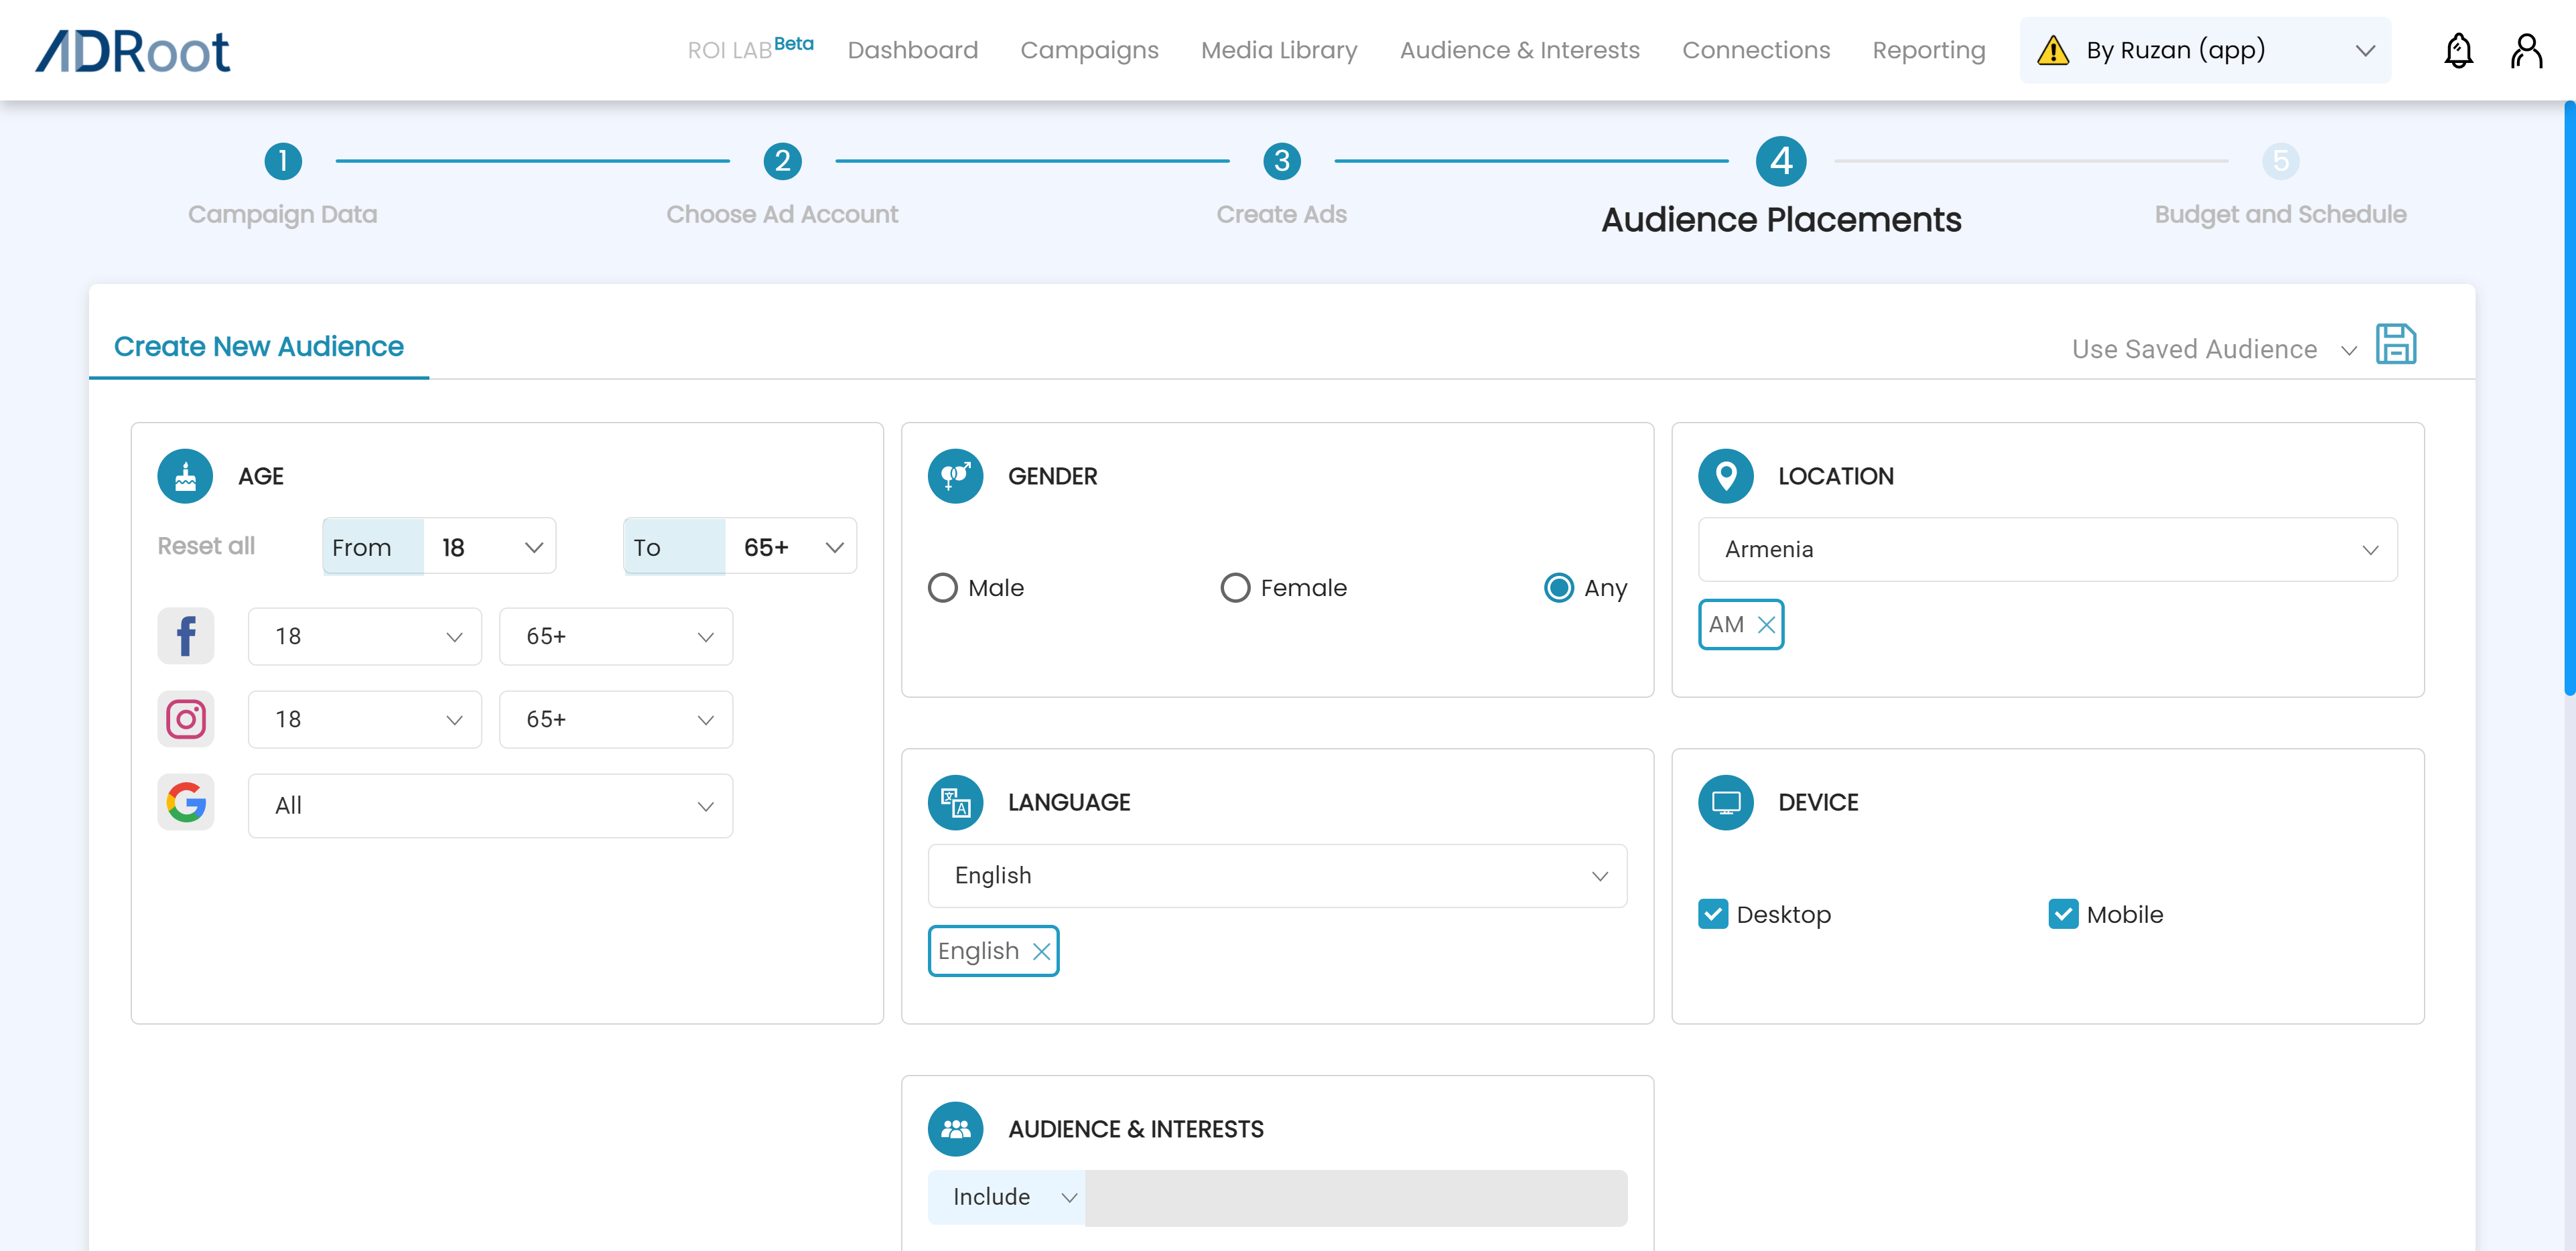 ADRoot
ROI LAB Beta
Dashboard
Campaigns
Media Library
Audience & Interests
Connections
Reporting
By Ruzan (app)
1
2
3
4
5
Campaign Data
Choose Ad Account
Create Ads
Audience Placements
Budget and Schedule
Create New Audience
Use Saved Audience
AGE
Reset all
From 18
To 65+
18
65+
18
65+
All
GENDER
Male
Female
Any
LOCATION
Armenia
AM
LANGUAGE
English
English
DEVICE
Desktop
Mobile
AUDIENCE & INTERESTS
Include